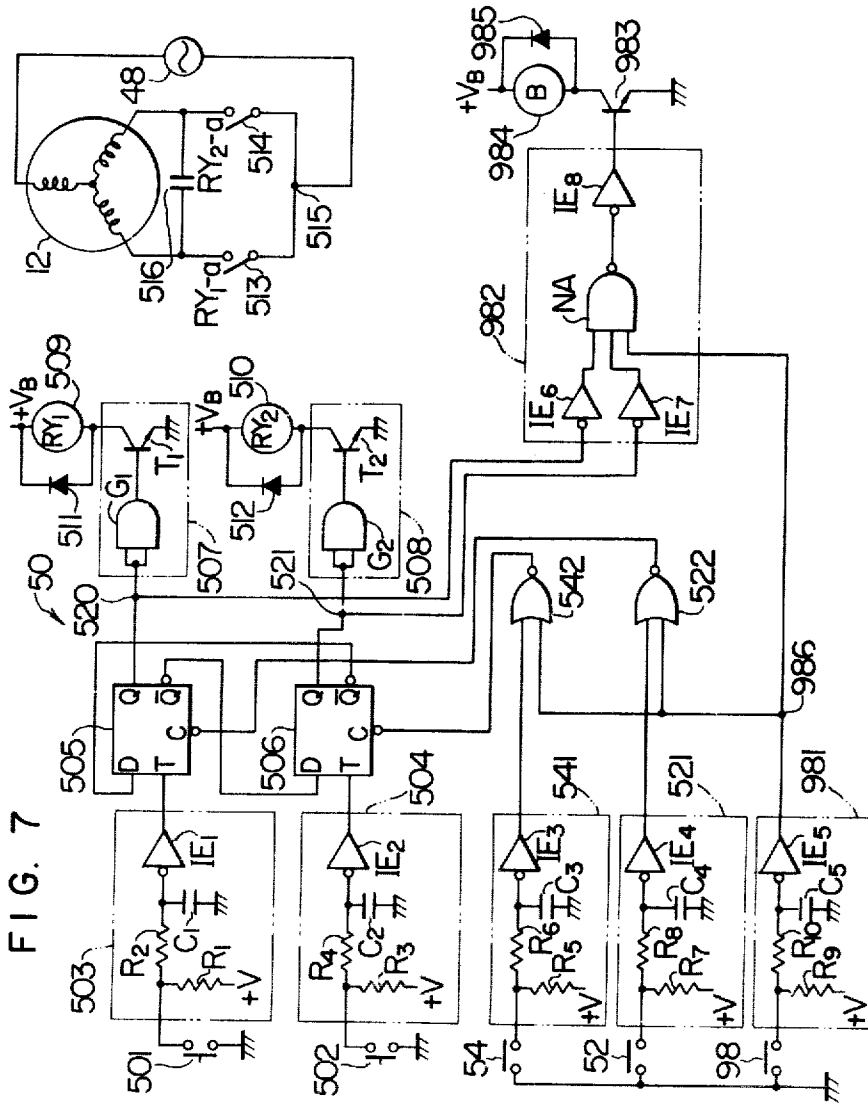 FIG. 7
50
501
503
R2
R1
+V
C1
IE1
505
D
Q
T
C
Q̄
520
G1
T1
507
511
+VB
RY1
509
502
504
R4
R3
C2
IE2
506
D
Q
T
C
Q̄
521
G2
T2
508
512
+VB
RY2
510
12
48
516
RY1-a
RY2-a
513
514
515
54
541
R6
R5
+V
C3
IE3
542
52
521
R8
R7
+V
C4
IE4
522
98
981
R10
R9
+V
C5
IE5
986
982
IE6
IE7
NA
IE8
+VB
B
984
985
983